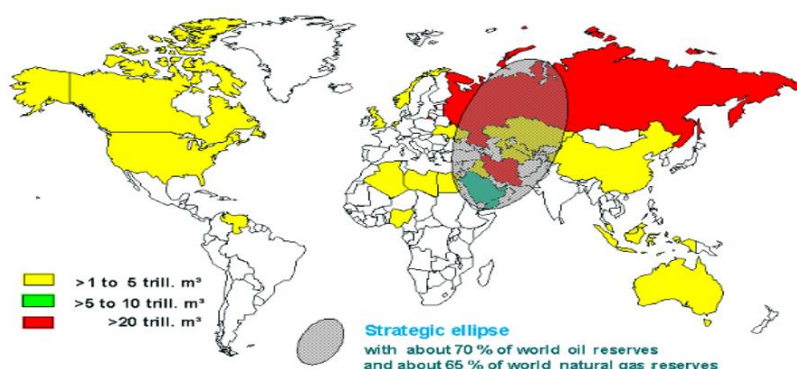 >1 to 5 trill. m³
>5 to 10 trill. m³
>20 trill. m³
Strategic ellipse
with about 70 % of world oil reserves
and about 65 % of world natural gas reserves